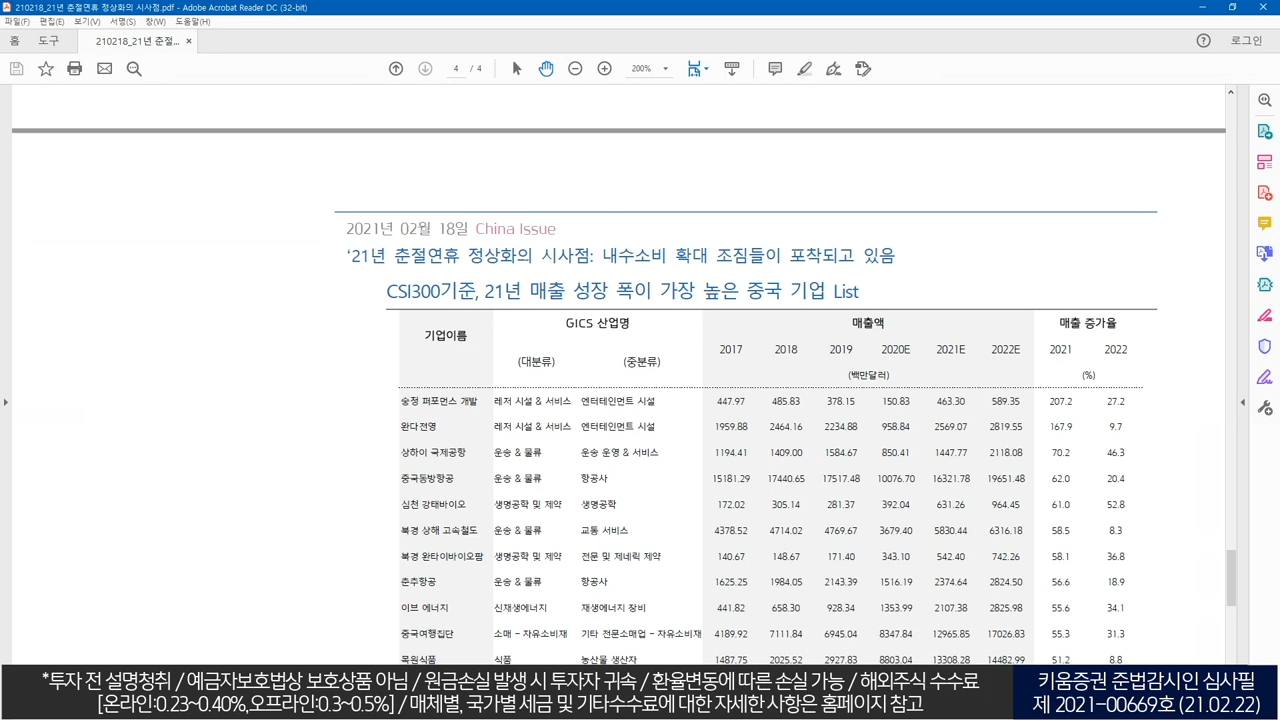 210218_21년 춘절연휴 정상화의 시사점.pdf - Adobe Acrobat Reader DC (32-bit)
파일(F) 편집(E) 보기(V) 서명(S) 창(W) 도움말(H)
홈 도구 210218_21년 춘절... × 로그인
4 / 4 200%
2021년 02월 18일 China Issue
‘21년 춘절연휴 정상화의 시사점: 내수소비 확대 조짐들이 포착되고 있음
CSI300기준, 21년 매출 성장 폭이 가장 높은 중국 기업 List
기업이름 GICS 산업명 매출액 매출 증가율
(대분류) (중분류) 2017 2018 2019 2020E 2021E 2022E 2021 2022
(백만달러) (%)
숭정 퍼포먼스 개발 레저 시설 & 서비스 엔터테인먼트 시설 447.97 485.83 378.15 150.83 463.30 589.35 207.2 27.2
완다전영 레저 시설 & 서비스 엔터테인먼트 시설 1959.88 2464.16 2234.88 958.84 2569.07 2819.55 167.9 9.7
상하이 국제공항 운송 & 물류 운송 운영 & 서비스 1194.41 1409.00 1584.67 850.41 1447.77 2118.08 70.2 46.3
중국동방항공 운송 & 물류 항공사 15181.29 17440.65 17517.48 10076.70 16321.78 19651.48 62.0 20.4
심천 강태바이오 생명공학 및 제약 생명공학 172.02 305.14 281.37 392.04 631.26 964.45 61.0 52.8
북경 상해 고속철도 운송 & 물류 교통 서비스 4378.52 4714.02 4769.67 3679.40 5830.44 6316.18 58.5 8.3
북경 완타이바이오팜 생명공학 및 제약 전문 및 제네릭 제약 140.67 148.67 171.40 343.10 542.40 742.26 58.1 36.8
춘추항공 운송 & 물류 항공사 1625.25 1984.05 2143.39 1516.19 2374.64 2824.50 56.6 18.9
이브 에너지 신재생에너지 재생에너지 장비 441.82 658.30 928.34 1353.99 2107.38 2825.98 55.6 34.1
중국여행집단 소매 - 자유소비재 기타 전문소매업 - 자유소비재 4189.92 7111.84 6945.04 8347.84 12965.85 17026.83 55.3 31.3
목원식품 식품 농산물 생산자 1487.75 2025.52 2927.83 8803.04 13308.28 14482.99 51.2 8.8
*투자 전 설명청취 / 예금자보호법상 보호상품 아님 / 원금손실 발생 시 투자자 귀속 / 환율변동에 따른 손실 가능 / 해외주식 수수료
[온라인:0.23~0.40%,오프라인:0.3~0.5%] / 매체별, 국가별 세금 및 기타수수료에 대한 자세한 사항은 홈페이지 참고
키움증권 준법감시인 심사필
제 2021-00669호 (21.02.22)